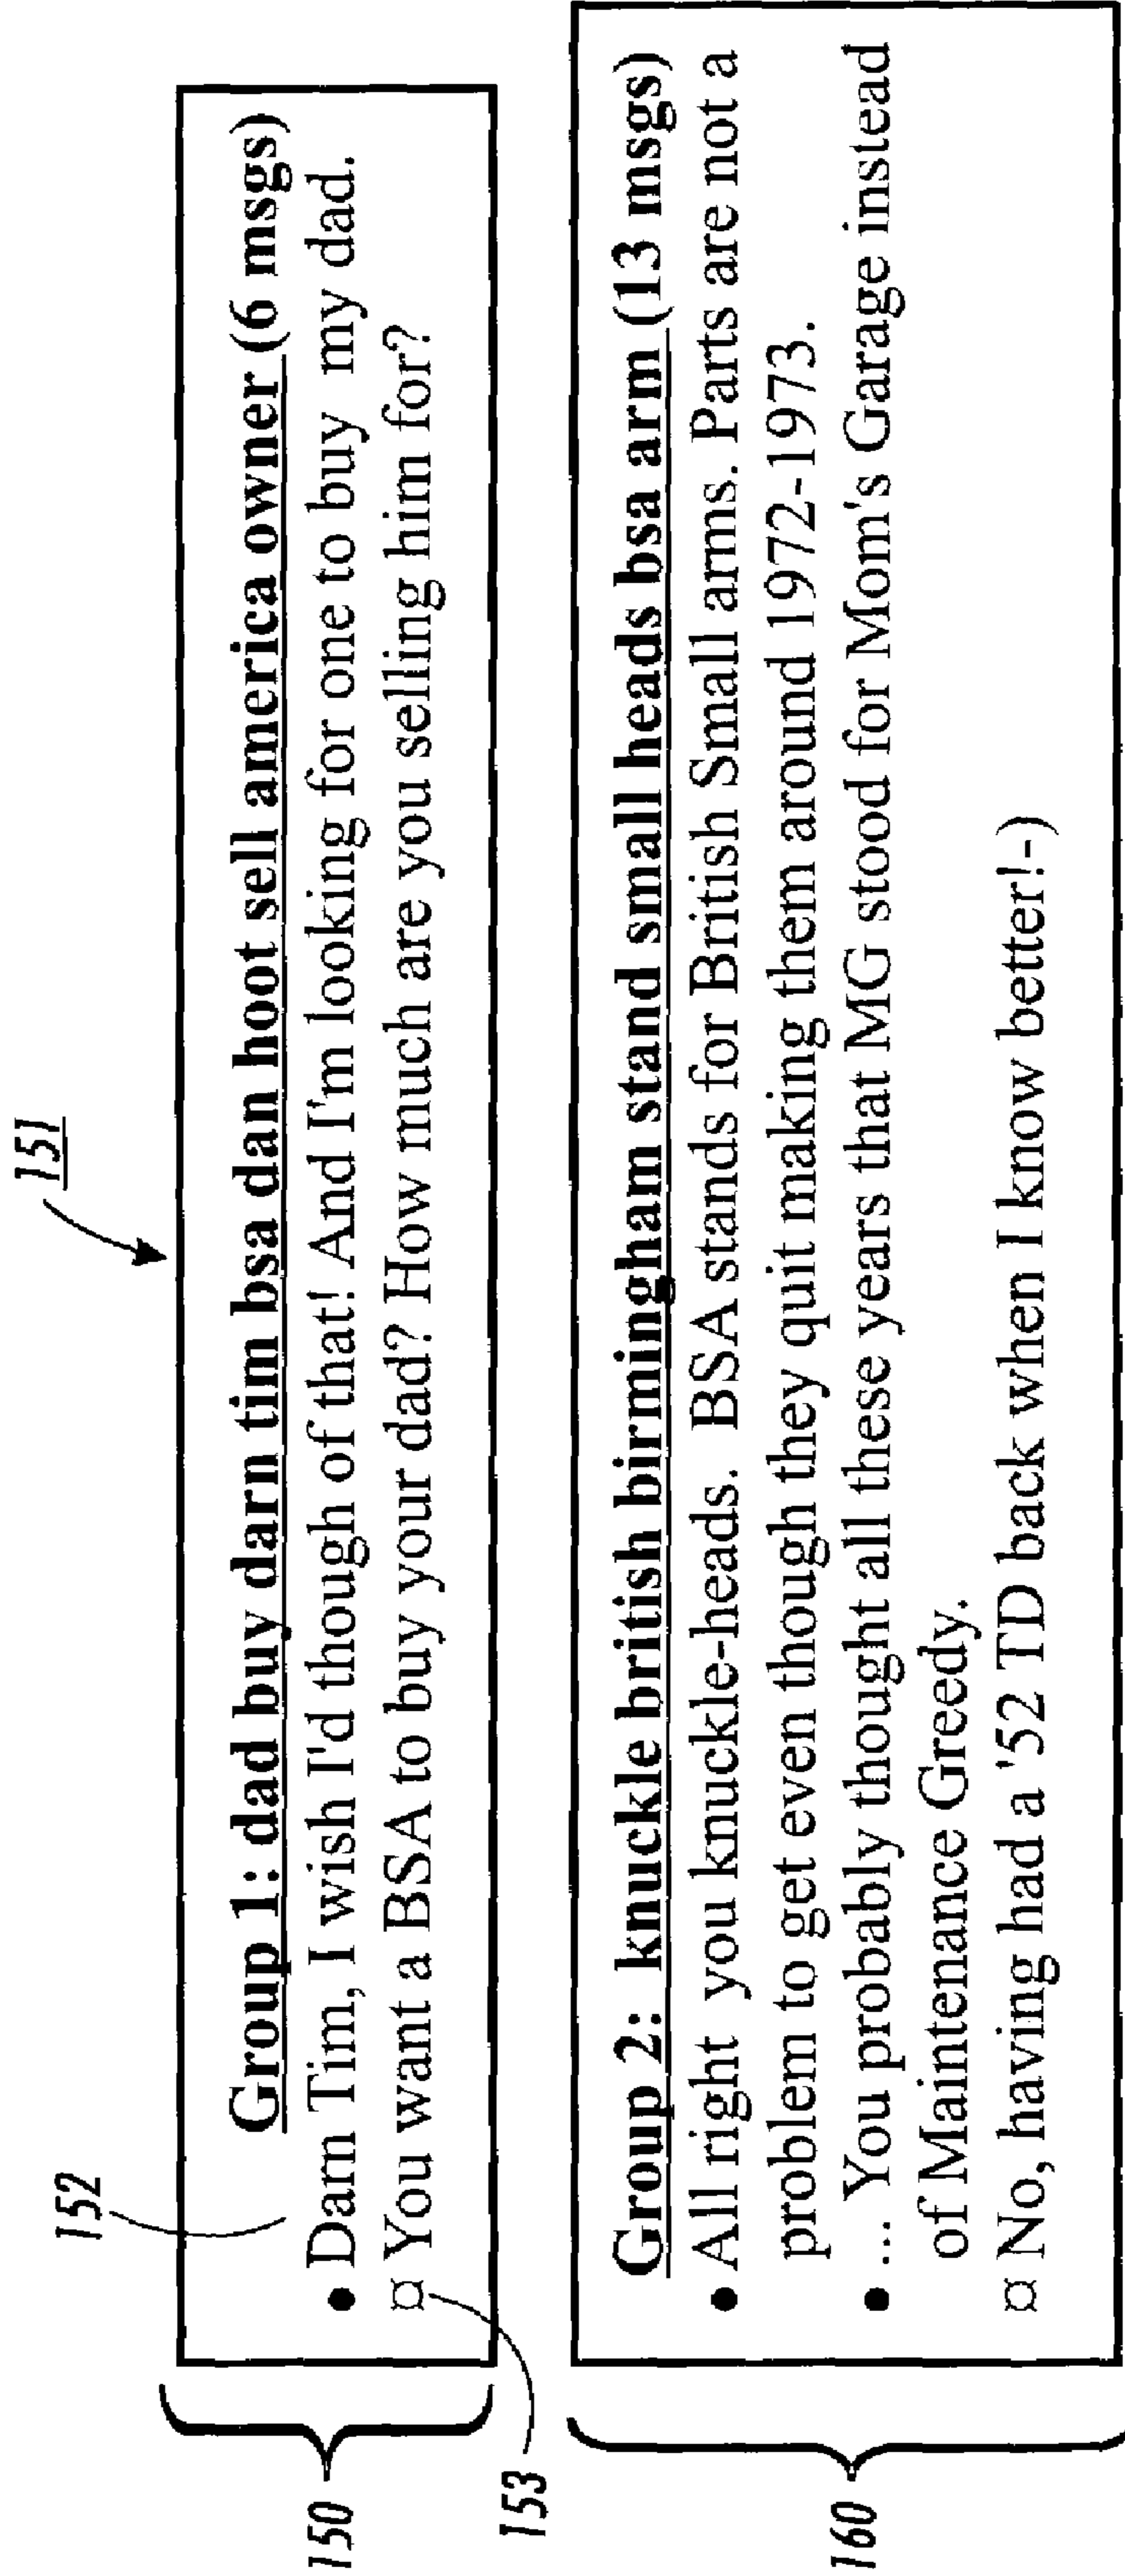 151
152
Group 1: dad buy darn tim bsa dan hoot sell america owner (6 msgs)
• Darn Tim, I wish I'd though of that! And I'm looking for one to buy my dad.
¤ You want a BSA to buy your dad? How much are you selling him for?
150
153
Group 2: knuckle british birmingham stand small heads bsa arm (13 msgs)
• All right you knuckle-heads. BSA stands for British Small arms. Parts are not a
problem to get even though they quit making them around 1972-1973.
• ... You probably thought all these years that MG stood for Mom's Garage instead
of Maintenance Greedy.
¤ No, having had a '52 TD back when I know better!-)
160